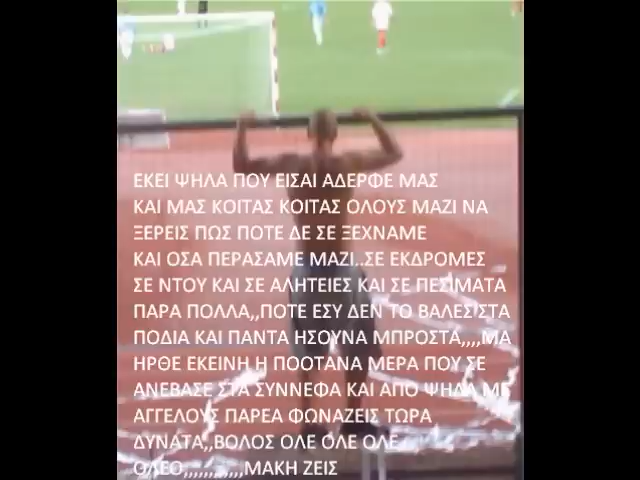 ΕΚΕΙ ΨΗΛΑ ΠΟΥ ΕΙΣΑΙ ΑΔΕΡΦΕ ΜΑΣ
ΚΑΙ ΜΑΣ ΚΟΙΤΑΣ ΚΟΙΤΑΣ ΟΛΟΥΣ ΜΑΖΙ ΝΑ
ΞΕΡΕΙΣ ΠΩΣ ΠΟΤΕ ΔΕ ΣΕ ΞΕΧΝΑΜΕ
ΚΑΙ ΟΣΑ ΠΕΡΑΣΑΜΕ ΜΑΖΙ..ΣΕ ΕΚΔΡΟΜΕΣ
ΣΕ ΝΤΟΥ ΚΑΙ ΣΕ ΑΛΗΤΕΙΕΣ ΚΑΙ ΣΕ ΠΕΣΙΜΑΤΑ
ΠΑΡΑ ΠΟΛΛΑ,,ΠΟΤΕ ΕΣΥ ΔΕΝ ΤΟ ΒΑΛΕΣ ΣΤΑ
ΠΟΔΙΑ ΚΑΙ ΠΑΝΤΑ ΗΣΟΥΝΑ ΜΠΡΟΣΤΑ,,,,ΜΑ
ΗΡΘΕ ΕΚΕΙΝΗ Η ΠΟΟΤΑΝΑ ΜΕΡΑ ΠΟΥ ΣΕ
ΑΝΕΒΑΣΕ ΣΤΑ ΣΥΝΝΕΦΑ ΚΑΙ ΑΠΟ ΨΗΛΑ ΜΕ
ΑΓΓΕΛΟΥΣ ΠΑΡΕΑ ΦΩΝΑΖΕΙΣ ΤΩΡΑ
ΔΥΝΑΤΑ,,ΒΟΛΟΣ ΟΛΕ ΟΛΕ ΟΛΕ
ΟΛΕΟ,,,,,,,,,,,,ΜΑΚΗ ΖΕΙΣ